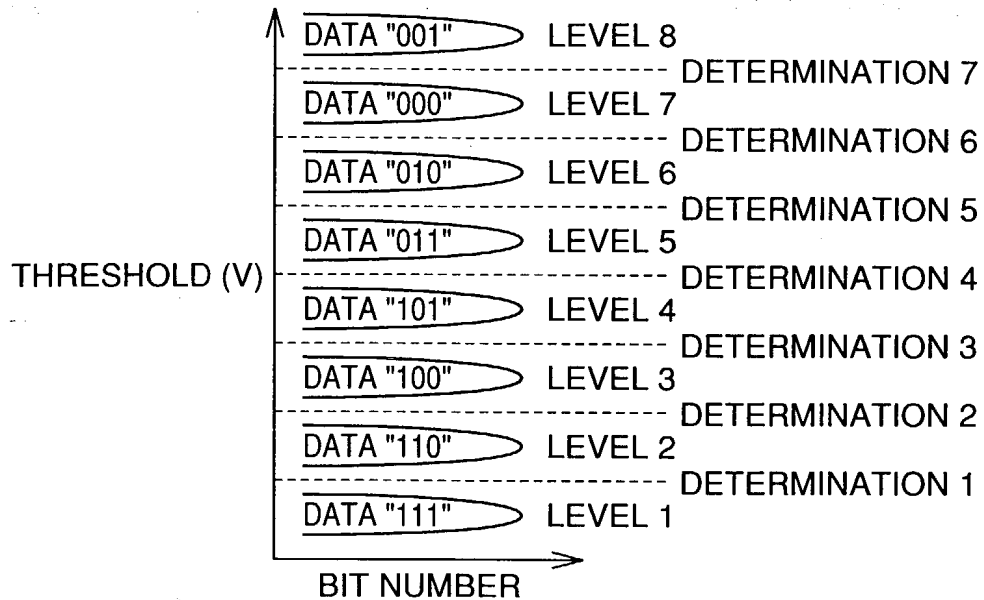 DATA "001" LEVEL 8
DETERMINATION 7
DATA "000" LEVEL 7
DETERMINATION 6
DATA "010" LEVEL 6
DETERMINATION 5
DATA "011" LEVEL 5
THRESHOLD (V)
DETERMINATION 4
DATA "101" LEVEL 4
DETERMINATION 3
DATA "100" LEVEL 3
DETERMINATION 2
DATA "110" LEVEL 2
DETERMINATION 1
DATA "111" LEVEL 1
BIT NUMBER